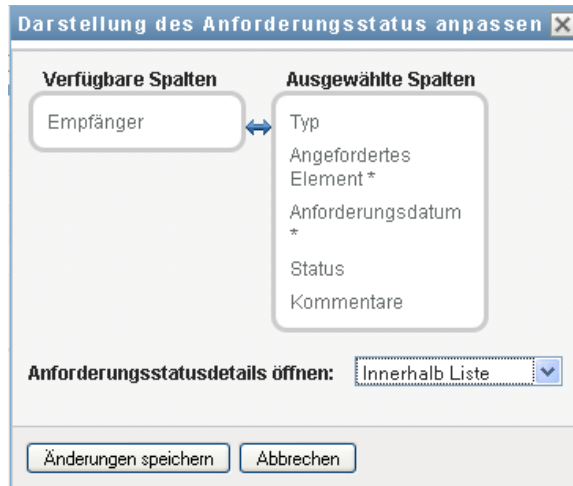 Darstellung des Anforderungsstatus anpassen
Verfügbare Spalten
Ausgewählte Spalten
Empfänger
Typ
Angefordertes
Element *
Anforderungsdatum
*
Status
Kommentare
Anforderungsstatusdetails öffnen:
Innerhalb Liste
Änderungen speichern
Abbrechen